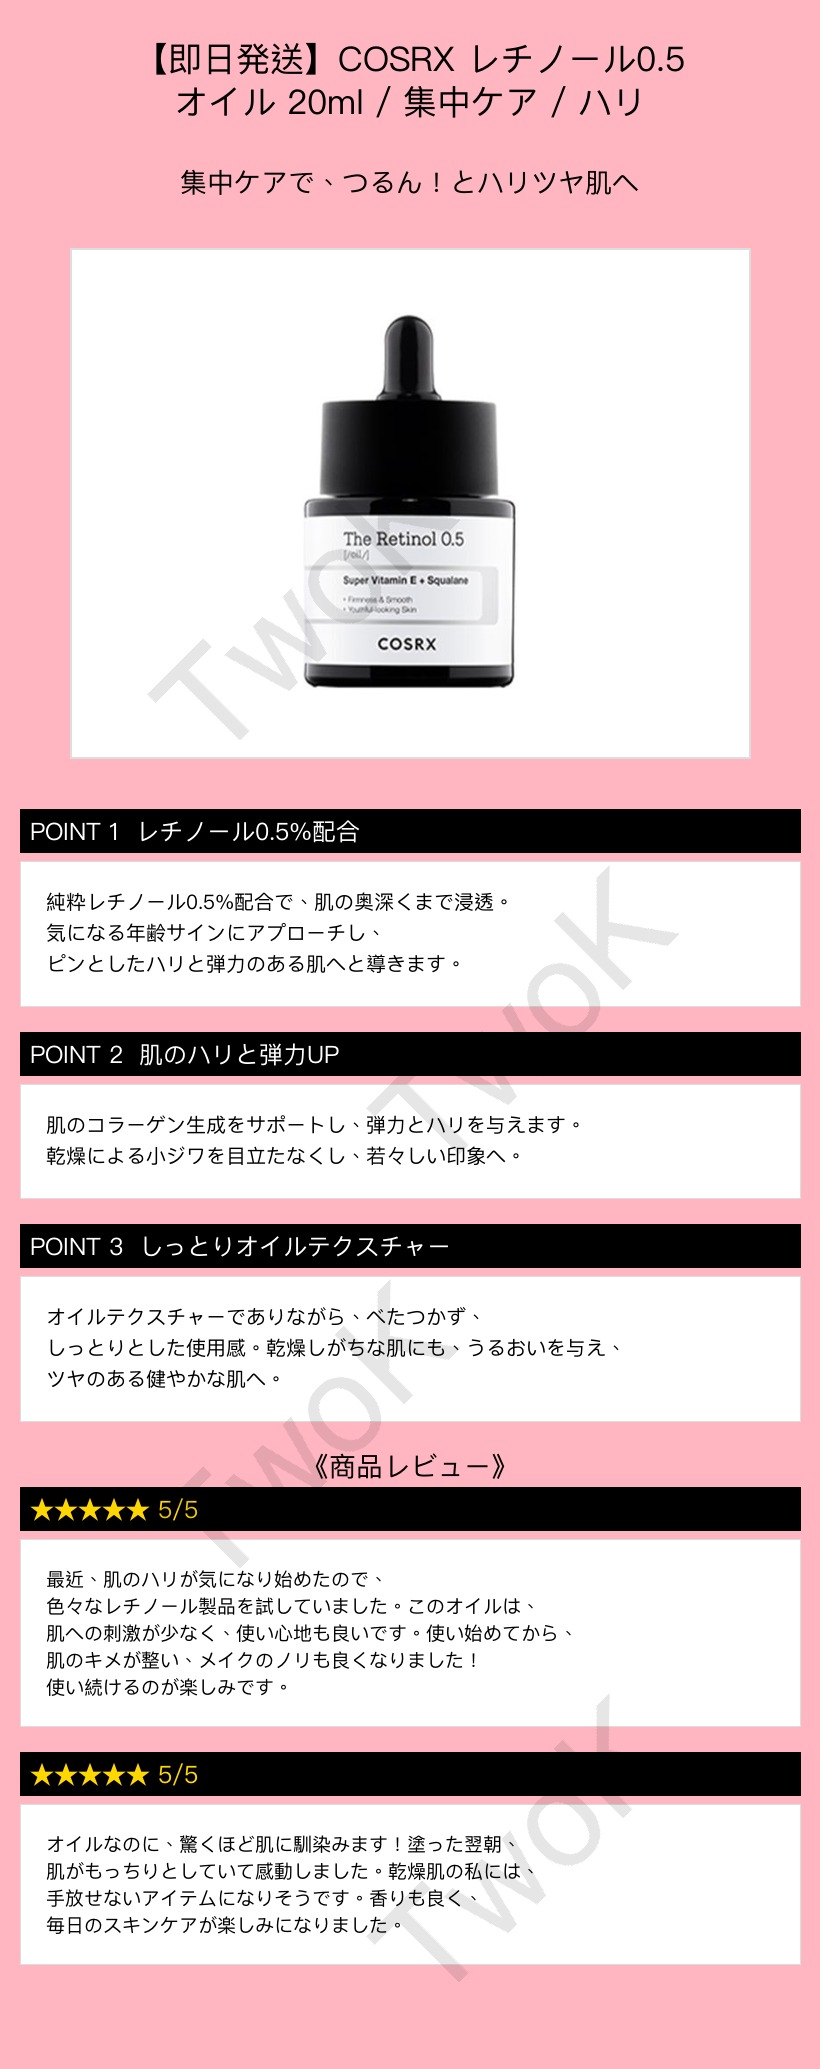 【即日発送】COSRX レチノール0.5
オイル 20ml / 集中ケア / ハリ
集中ケアで、つるん！とハリツヤ肌へ
The Retinol 0.5
[/oil/]
Super Vitamin E + Squalane
• Firmness & Smooth
• Youthful-looking Skin
COSRX
TwoK
POINT 1 レチノール0.5%配合
純粋レチノール0.5%配合で、肌の奥深くまで浸透。
気になる年齢サインにアプローチし、
ピンとしたハリと弾力のある肌へと導きます。
TwoK
POINT 2 肌のハリと弾力UP
肌のコラーゲン生成をサポートし、弾力とハリを与えます。
乾燥による小ジワを目立たなくし、若々しい印象へ。
POINT 3 しっとりオイルテクスチャー
オイルテクスチャーでありながら、べたつかず、
しっとりとした使用感。乾燥しがちな肌にも、うるおいを与え、
ツヤのある健やかな肌へ。
TwoK
《商品レビュー》
★★★★★ 5/5
最近、肌のハリが気になり始めたので、
色々なレチノール製品を試していました。このオイルは、
肌への刺激が少なく、使い心地も良いです。使い始めてから、
肌のキメが整い、メイクのノリも良くなりました！
使い続けるのが楽しみです。
★★★★★ 5/5
オイルなのに、驚くほど肌に馴染みます！塗った翌朝、
肌がもっちりとしていて感動しました。乾燥肌の私には、
手放せないアイテムになりそうです。香りも良く、
毎日のスキンケアが楽しみになりました。
TwoK